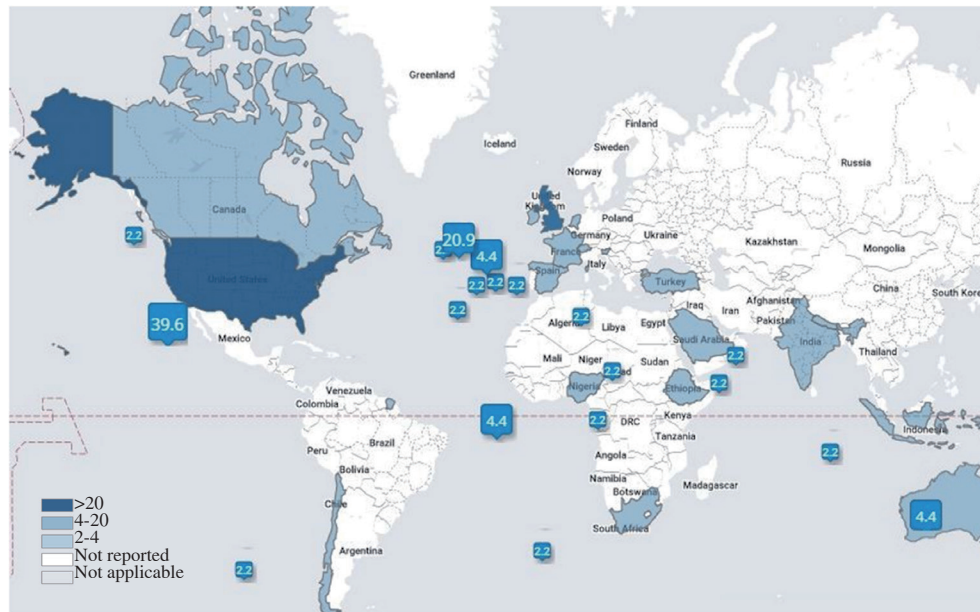 Greenland
Iceland
Finland
Sweden
Norway
Russia
Canada
United
Kingdom
Poland
Germany
Ukraine
Kazakhstan
Mongolia
2.2
20.9
2.2
4.4
France
Italy
Spain
Turkey
China
South Kore
United States
2.2
2.2
2.2
2.2
39.6
Mexico
Algeria
2.2
Libya
Egypt
Iraq
Iran
Afghanistan
Pakistan
Saudi Arabia
India
2.2
Thailand
Mali
Niger
2.2
Sudan
Nigeria
Ethiopia
2.2
Venezuela
Colombia
4.4
2.2
DRC
Kenya
Indonesia
Peru
Brazil
Tanzania
2.2
Bolivia
Angola
Namibia
Botswana
Madagascar
4.4
Chile
South Africa
Argentina
2.2
2.2
>20
4-20
2-4
Not reported
Not applicable